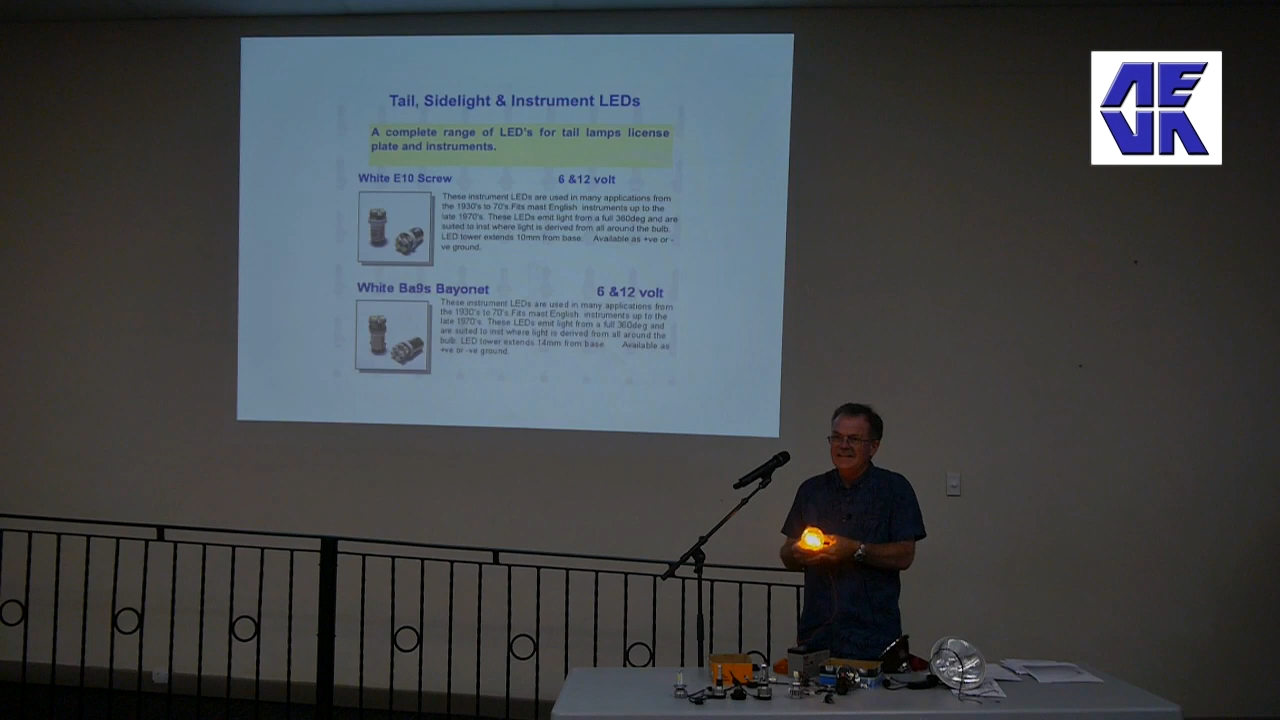 Tail, Sidelight & Instrument LEDs
A complete range of LED's for tail lamps license
plate and instruments.
White E10 Screw 6 &12 volt
These instrument LEDs are used in many applications from
the 1930's to 70's.Fits mast English instruments up to the
late 1970's. These LEDs emit light from a full 360deg and are
suited to inst where light is derived from all around the bulb.
LED tower extends 10mm from base. Available as +ve or -
ve ground.
White Ba9s Bayonet 6 &12 volt
These instrument LEDs are used in many applications from
the 1930's to 70's.Fits mast English instruments up to the
late 1970's. These LEDs emit light from a full 360deg and
are suited to inst where light is derived from all around the
bulb. LED tower extends 14mm from base Available as
+ve or -ve ground